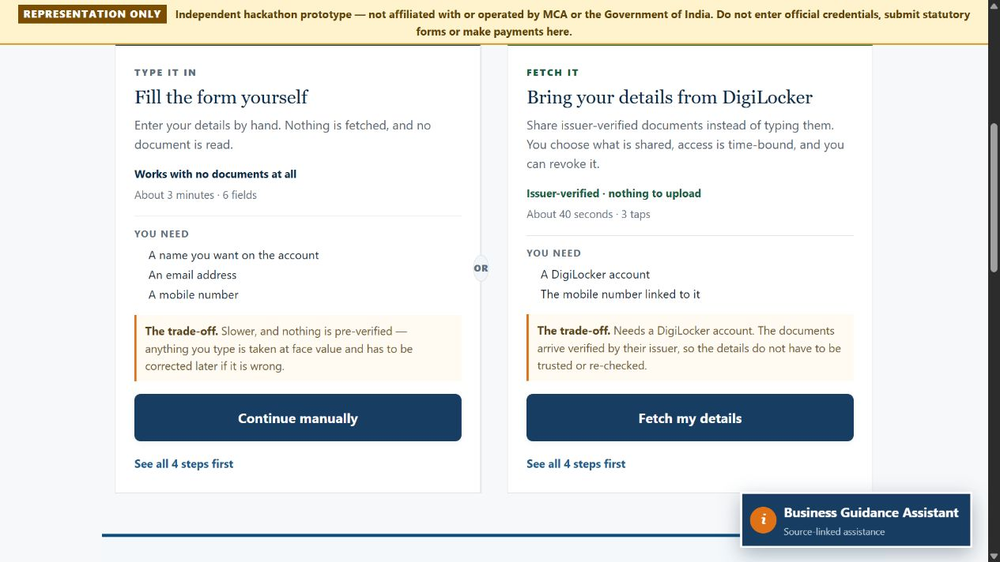 REPRESENTATION ONLY Independent hackathon prototype — not affiliated with or operated by MCA or the Government of India. Do not enter official credentials, submit statutory
forms or make payments here.
TYPE IT IN
Fill the form yourself
Enter your details by hand. Nothing is fetched, and no
document is read.
Works with no documents at all
About 3 minutes · 6 fields
YOU NEED
A name you want on the account
An email address
A mobile number
The trade-off. Slower, and nothing is pre-verified —
anything you type is taken at face value and has to be
corrected later if it is wrong.
Continue manually
See all 4 steps first
OR
FETCH IT
Bring your details from DigiLocker
Share issuer-verified documents instead of typing them.
You choose what is shared, access is time-bound, and you
can revoke it.
Issuer-verified · nothing to upload
About 40 seconds · 3 taps
YOU NEED
A DigiLocker account
The mobile number linked to it
The trade-off. Needs a DigiLocker account. The documents
arrive verified by their issuer, so the details do not have to be
trusted or re-checked.
Fetch my details
See all 4 steps first
i
Business Guidance Assistant
Source-linked assistance